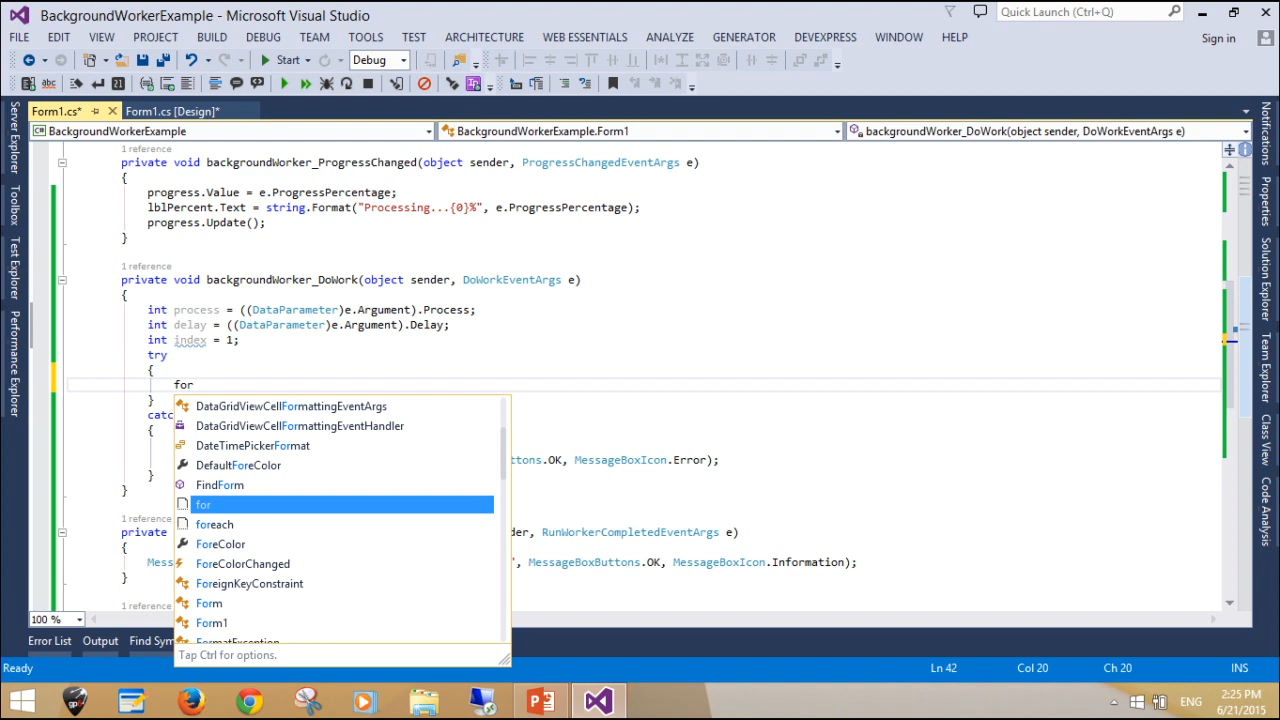 BackgroundWorkerExample - Microsoft Visual Studio
Quick Launch (Ctrl+Q)
FILE EDIT VIEW PROJECT BUILD DEBUG TEAM TOOLS TEST ARCHITECTURE WEB ESSENTIALS ANALYZE GENERATOR DEVEXPRESS WINDOW HELP
Sign in
Start Debug
Form1.cs* Form1.cs [Design]*
BackgroundWorkerExample BackgroundWorkerExample.Form1 backgroundWorker_DoWork(object sender, DoWorkEventArgs e)
Server Explorer
Toolbox
Test Explorer
Performance Explorer
1 reference
private void backgroundWorker_ProgressChanged(object sender, ProgressChangedEventArgs e)
{
progress.Value = e.ProgressPercentage;
lblPercent.Text = string.Format("Processing...{0}%", e.ProgressPercentage);
progress.Update();
}
1 reference
private void backgroundWorker_DoWork(object sender, DoWorkEventArgs e)
{
int process = ((DataParameter)e.Argument).Process;
int delay = ((DataParameter)e.Argument).Delay;
int index = 1;
try
{
for
}
catc
{
ttons.OK, MessageBoxIcon.Error);
}
}
1 reference
private der, RunWorkerCompletedEventArgs e)
{
Mess ", MessageBoxButtons.OK, MessageBoxIcon.Information);
}
1 reference
DataGridViewCellFormattingEventArgs
DataGridViewCellFormattingEventHandler
DateTimePickerFormat
DefaultForeColor
FindForm
for
foreach
ForeColor
ForeColorChanged
ForeignKeyConstraint
Form
Form1
FormatException
Tap Ctrl for options.
Notifications
Properties
Solution Explorer
Team Explorer
Class View
Code Analysis
100 %
Error List Output Find Sym
Ready Ln 42 Col 20 Ch 20 INS
ENG 2:25 PM
6/21/2015